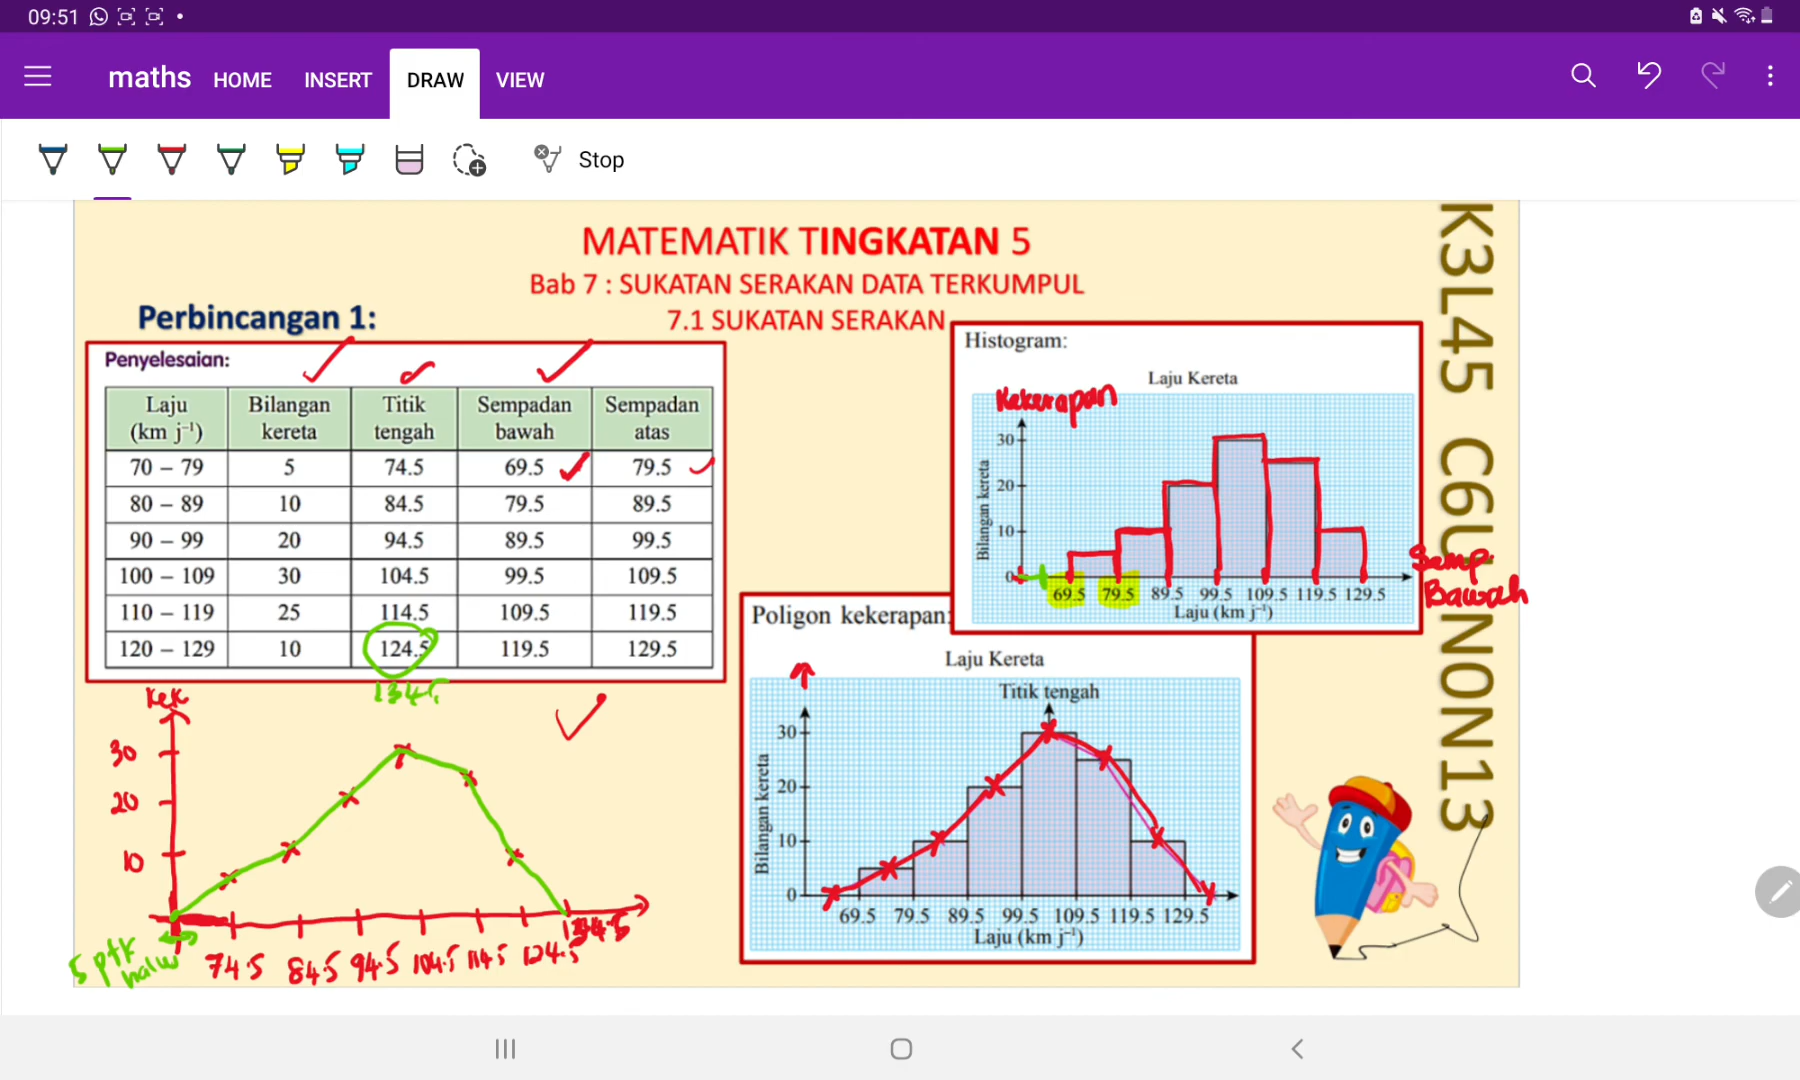 09:51
maths HOME INSERT DRAW VIEW
Stop
MATEMATIK TINGKATAN 5
Bab 7 : SUKATAN SERAKAN DATA TERKUMPUL
7.1 SUKATAN SERAKAN
Perbincangan 1:
Penyelesaian:
Laju (km j⁻¹) Bilangan kereta Titik tengah Sempadan bawah Sempadan atas
70 – 79 5 74.5 69.5 79.5
80 – 89 10 84.5 79.5 89.5
90 – 99 20 94.5 89.5 99.5
100 – 109 30 104.5 99.5 109.5
110 – 119 25 114.5 109.5 119.5
120 – 129 10 124.5 119.5 129.5
Histogram:
Laju Kereta
Kekerapan
Bilangan kereta
30
20
10
0
69.5 79.5 89.5 99.5 109.5 119.5 129.5
Laju (km j⁻¹)
Semp.
Bawah
Poligon kekerapan:
Laju Kereta
Titik tengah
Bilangan kereta
30
20
10
0
69.5 79.5 89.5 99.5 109.5 119.5 129.5
Laju (km j⁻¹)
Kek
30
20
10
74.5 84.5 94.5 104.5 114.5 124.5
5 ptk
halus
K3L45